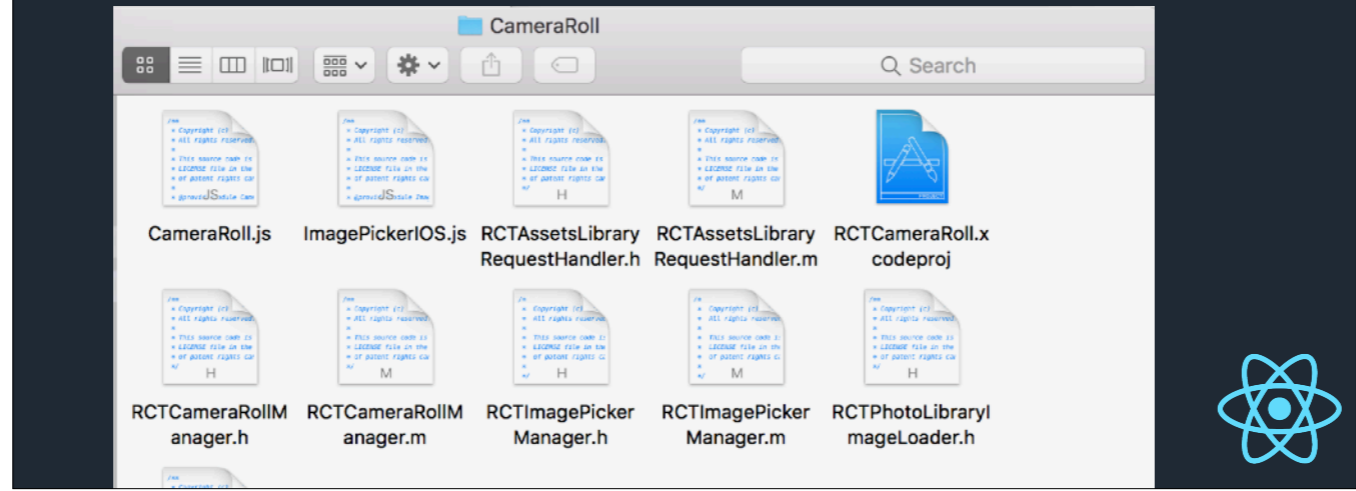 CameraRoll
Search
CameraRoll.js
ImagePickerIOS.js
RCTAssetsLibrary
RequestHandler.h
RCTAssetsLibrary
RequestHandler.m
RCTCameraRoll.x
codeproj
RCTCameraRollM
anager.h
RCTCameraRollM
anager.m
RCTImagePicker
Manager.h
RCTImagePicker
Manager.m
RCTPhotoLibraryI
mageLoader.h